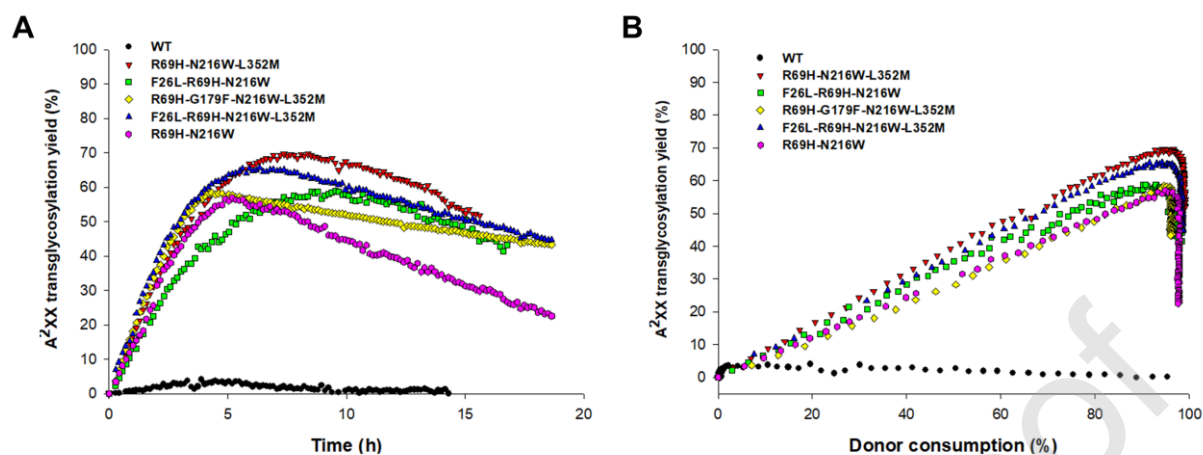 A
A²XX transglycosylation yield (%)
100
90
80
70
60
50
40
30
20
10
0
WT
R69H-N216W-L352M
F26L-R69H-N216W
R69H-G179F-N216W-L352M
F26L-R69H-N216W-L352M
R69H-N216W
0 5 10 15 20
Time (h)
B
A²XX transglycosylation (%)
100
90
80
70
60
50
40
30
20
10
0
WT
R69H-N216W-L352M
F26L-R69H-N216W
R69H-G179F-N216W-L352M
F26L-R69H-N216W-L352M
R69H-N216W
0 20 40 60 80 100
Donor consumption (%)
of